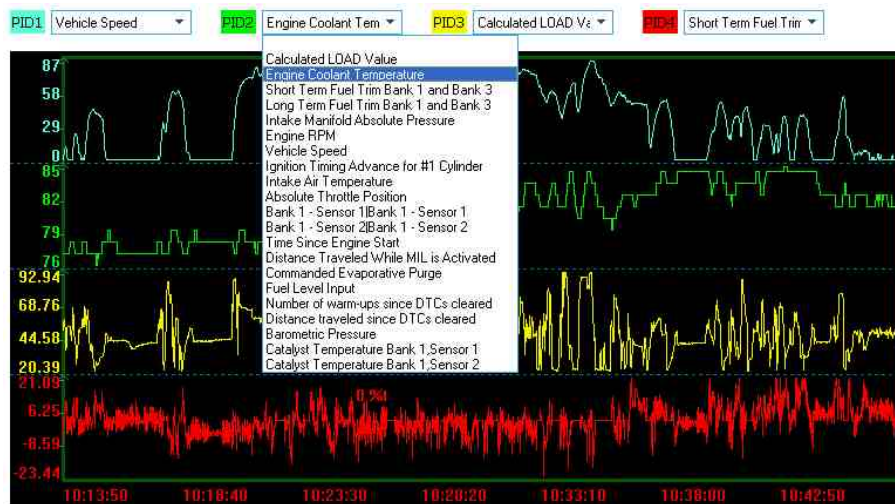 PID1 Vehicle Speed PID2 Engine Coolant Tem PID3 Calculated LOAD Va PID4 Short Term Fuel Trim
Calculated LOAD Value
Engine Coolant Temperature
Short Term Fuel Trim Bank 1 and Bank 3
Long Term Fuel Trim Bank 1 and Bank 3
Intake Manifold Absolute Pressure
Engine RPM
Vehicle Speed
Ignition Timing Advance for #1 Cylinder
Intake Air Temperature
Absolute Throttle Position
Bank 1 - Sensor 1|Bank 1 - Sensor 1
Bank 1 - Sensor 2|Bank 1 - Sensor 2
Time Since Engine Start
Distance Traveled While MIL is Activated
Commanded Evaporative Purge
Fuel Level Input
Number of warm-ups since DTCs cleared
Distance traveled since DTCs cleared
Barometric Pressure
Catalyst Temperature Bank 1,Sensor 1
Catalyst Temperature Bank 1,Sensor 2
87
58
29
0
85
82
79
76
92.94
68.76
44.58
20.39
21.09
6.25
-8.59
-23.44
10:13:50 10:18:40 10:23:30 10:28:20 10:33:10 10:38:00 10:42:50